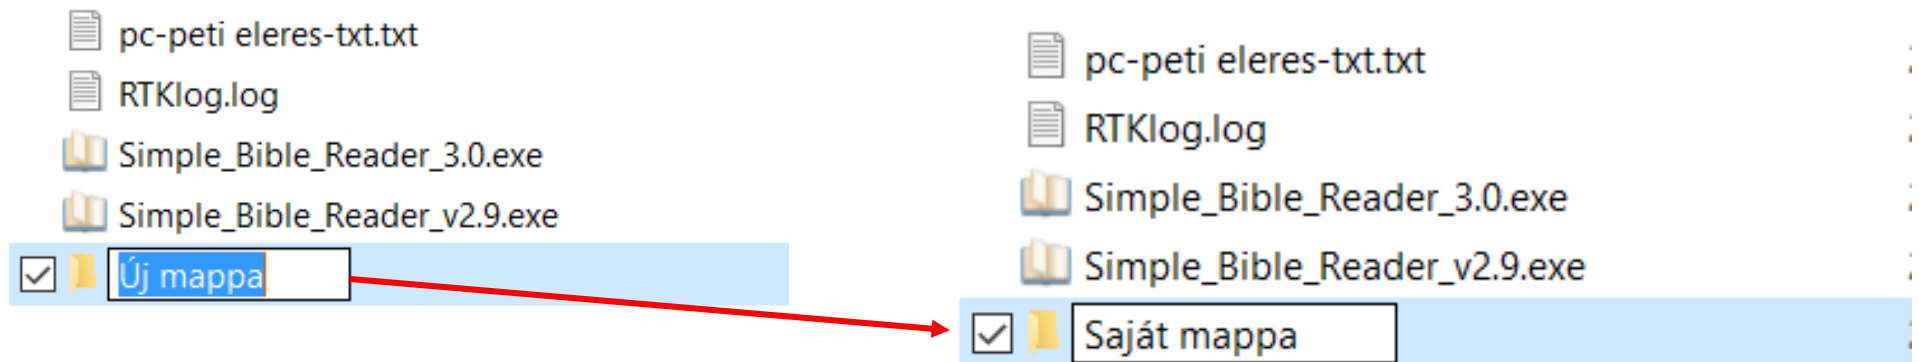 pc-peti eleres-txt.txt
RTKlog.log
Simple_Bible_Reader_3.0.exe
Simple_Bible_Reader_v2.9.exe
Új mappa
pc-peti eleres-txt.txt
RTKlog.log
Simple_Bible_Reader_3.0.exe
Simple_Bible_Reader_v2.9.exe
Saját mappa